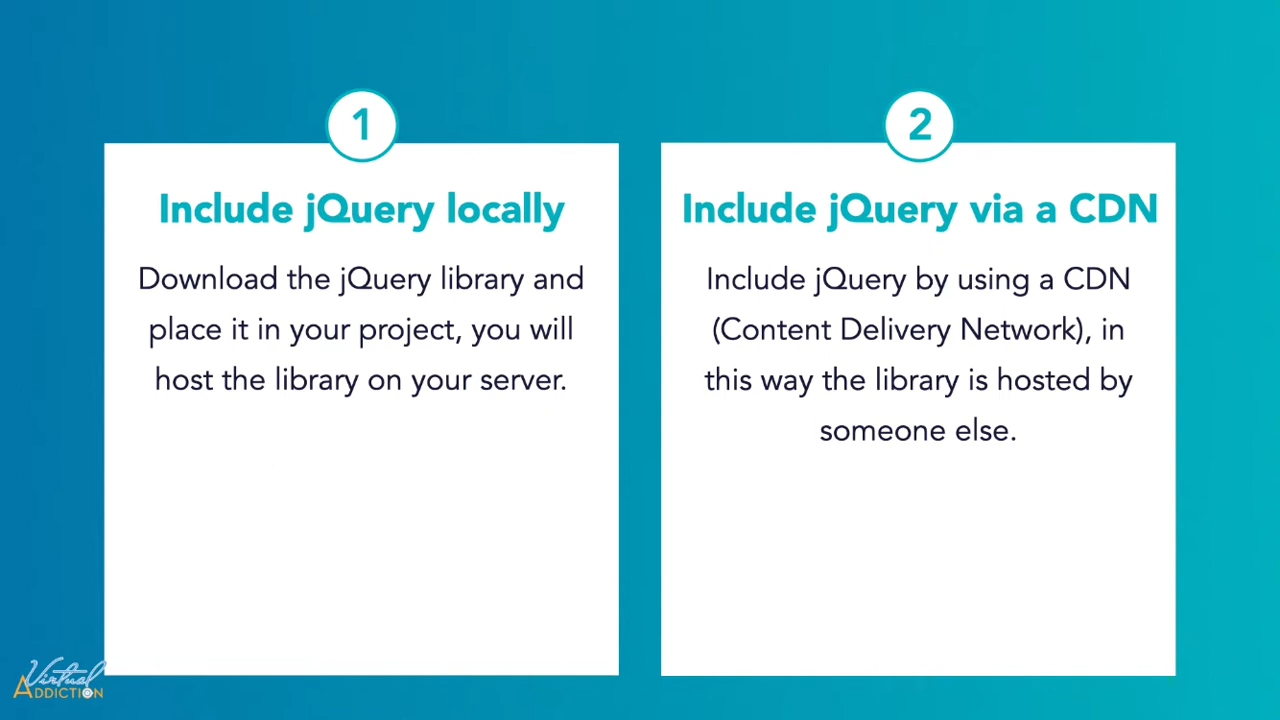 1
Include jQuery locally
Download the jQuery library and
place it in your project, you will
host the library on your server.
2
Include jQuery via a CDN
Include jQuery by using a CDN
(Content Delivery Network), in
this way the library is hosted by
someone else.
Virtual
ADDICTION